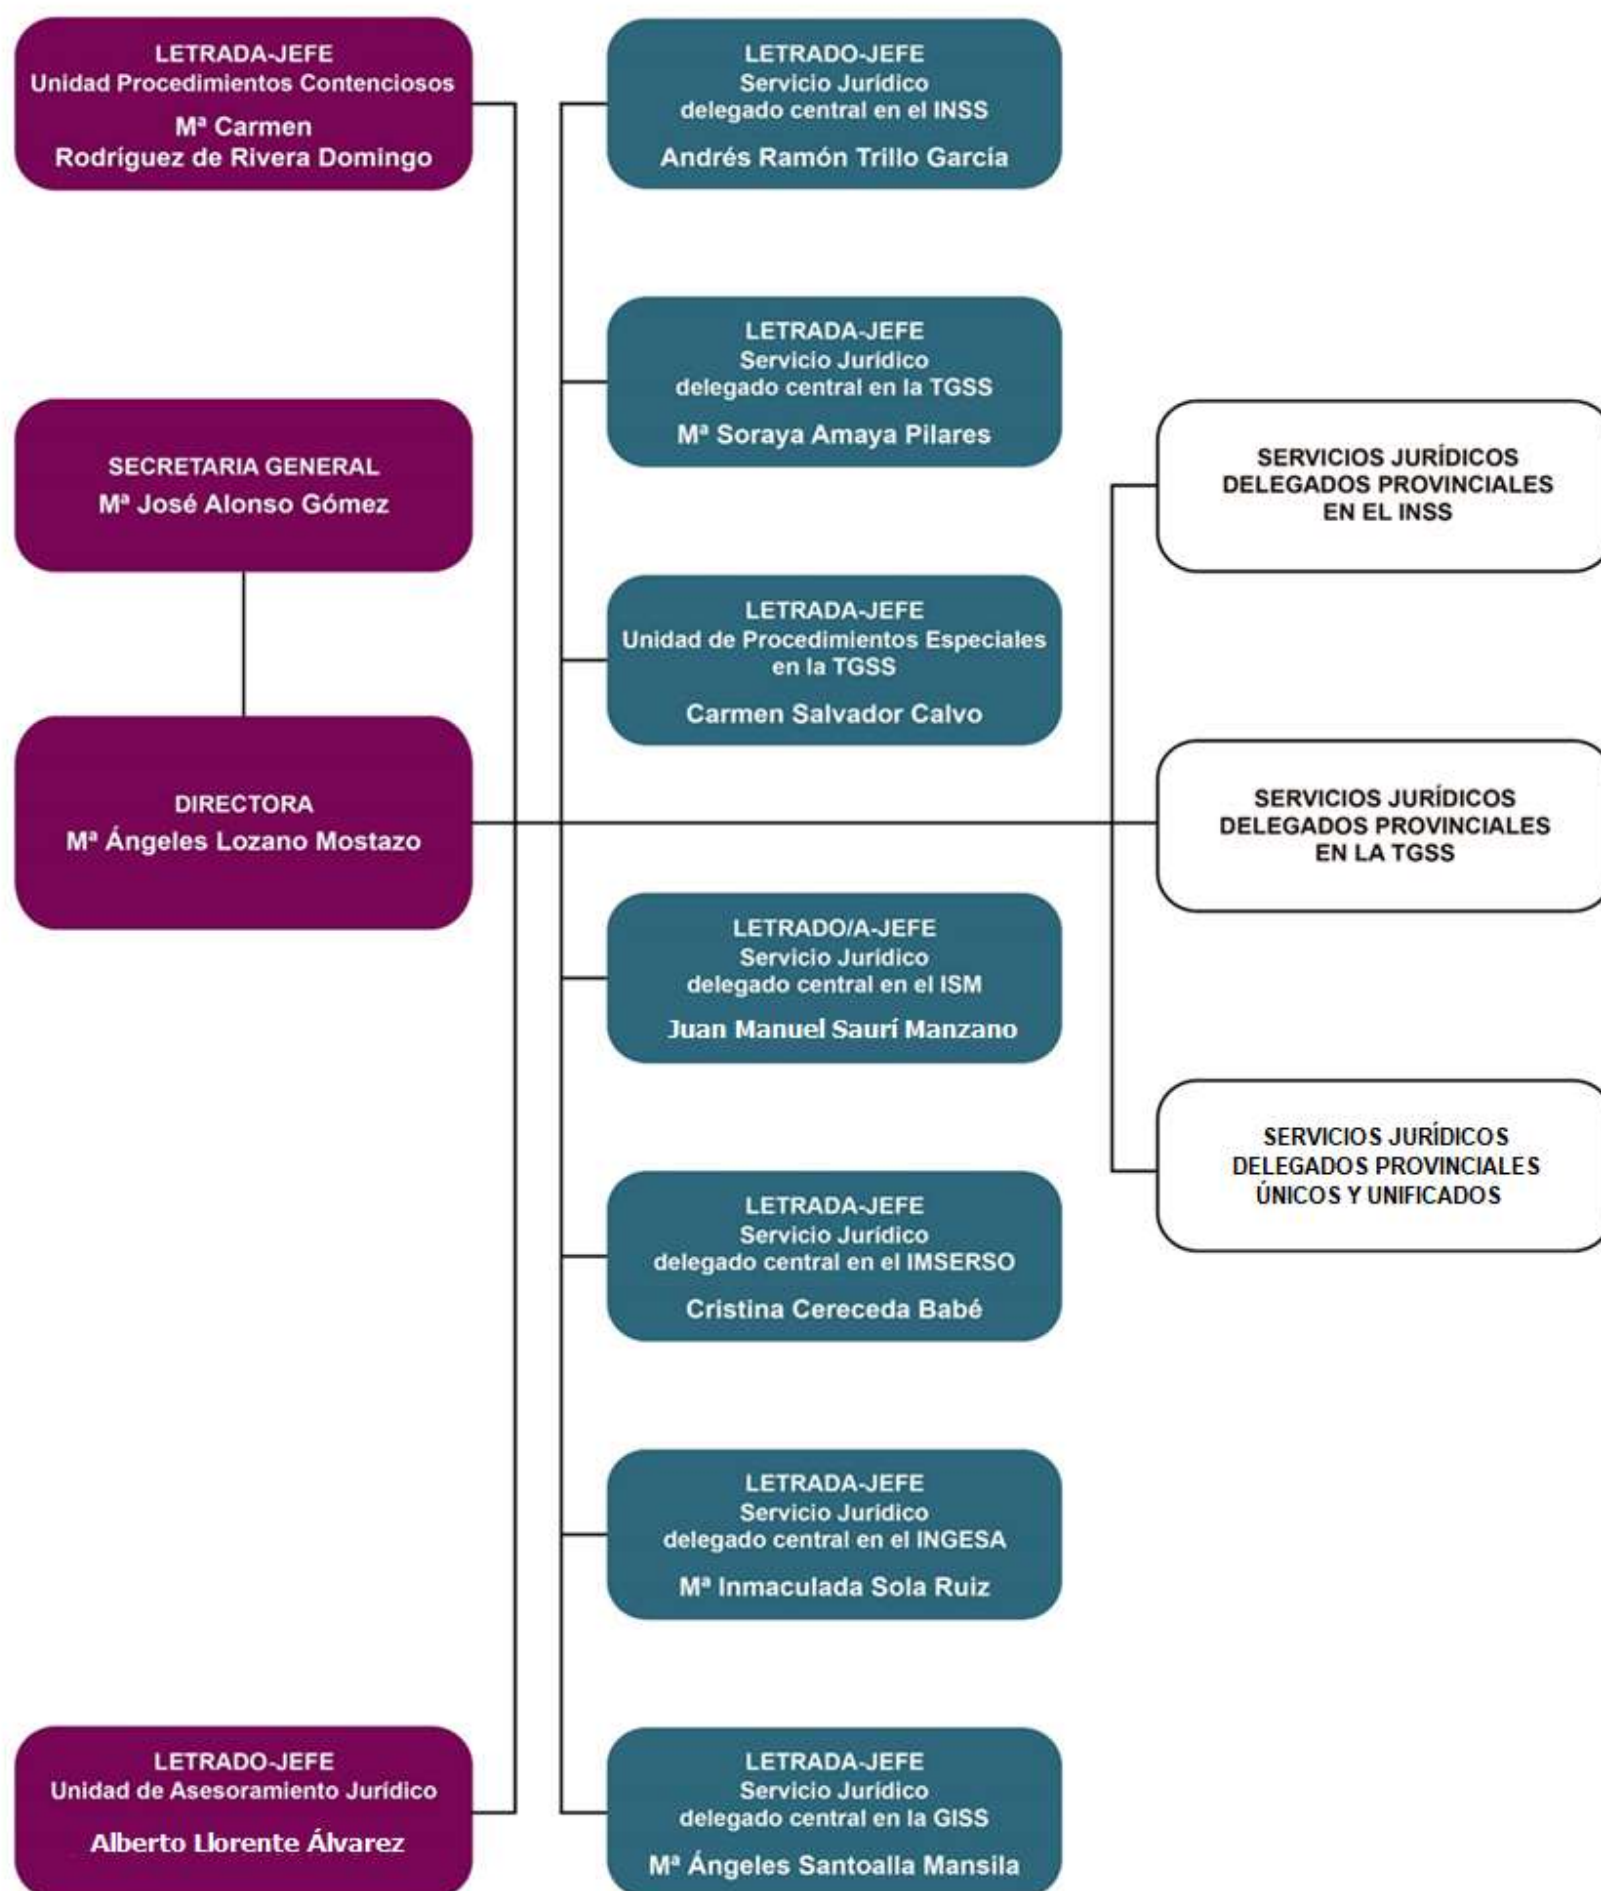 LETRADA-JEFE
Unidad Procedimientos Contenciosos
Mª Carmen
Rodríguez de Rivera Domingo
SECRETARIA GENERAL
Mª José Alonso Gómez
DIRECTORA
Mª Ángeles Lozano Mostazo
LETRADO-JEFE
Unidad de Asesoramiento Jurídico
Alberto Llorente Álvarez
LETRADO-JEFE
Servicio Jurídico
delegado central en el INSS
Andrés Ramón Trillo García
LETRADA-JEFE
Servicio Jurídico
delegado central en la TGSS
Mª Soraya Amaya Pilares
LETRADA-JEFE
Unidad de Procedimientos Especiales
en la TGSS
Carmen Salvador Calvo
LETRADO/A-JEFE
Servicio Jurídico
delegado central en el ISM
Juan Manuel Saurí Manzano
LETRADA-JEFE
Servicio Jurídico
delegado central en el IMSERSO
Cristina Cereceda Babé
LETRADA-JEFE
Servicio Jurídico
delegado central en el INGESA
Mª Inmaculada Sola Ruiz
LETRADA-JEFE
Servicio Jurídico
delegado central en la GISS
Mª Ángeles Santoalla Mansila
SERVICIOS JURÍDICOS
DELEGADOS PROVINCIALES
EN EL INSS
SERVICIOS JURÍDICOS
DELEGADOS PROVINCIALES
EN LA TGSS
SERVICIOS JURÍDICOS
DELEGADOS PROVINCIALES
ÚNICOS Y UNIFICADOS